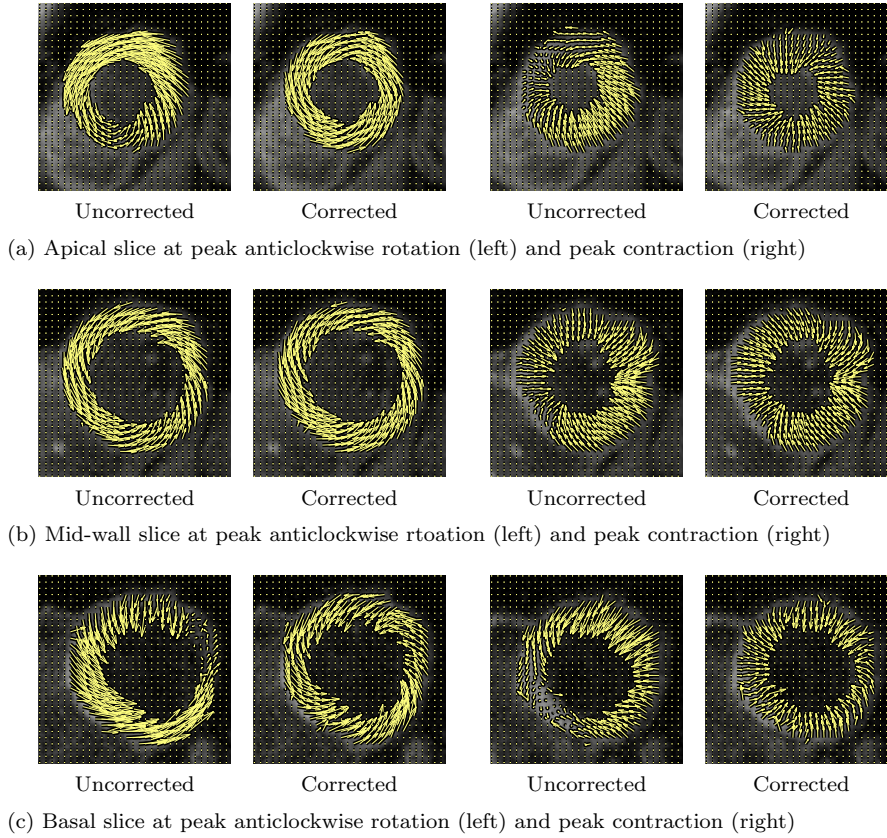 Uncorrected Corrected Uncorrected Corrected
(a) Apical slice at peak anticlockwise rotation (left) and peak contraction (right)
Uncorrected Corrected Uncorrected Corrected
(b) Mid-wall slice at peak anticlockwise rtoation (left) and peak contraction (right)
Uncorrected Corrected Uncorrected Corrected
(c) Basal slice at peak anticlockwise rotation (left) and peak contraction (right)